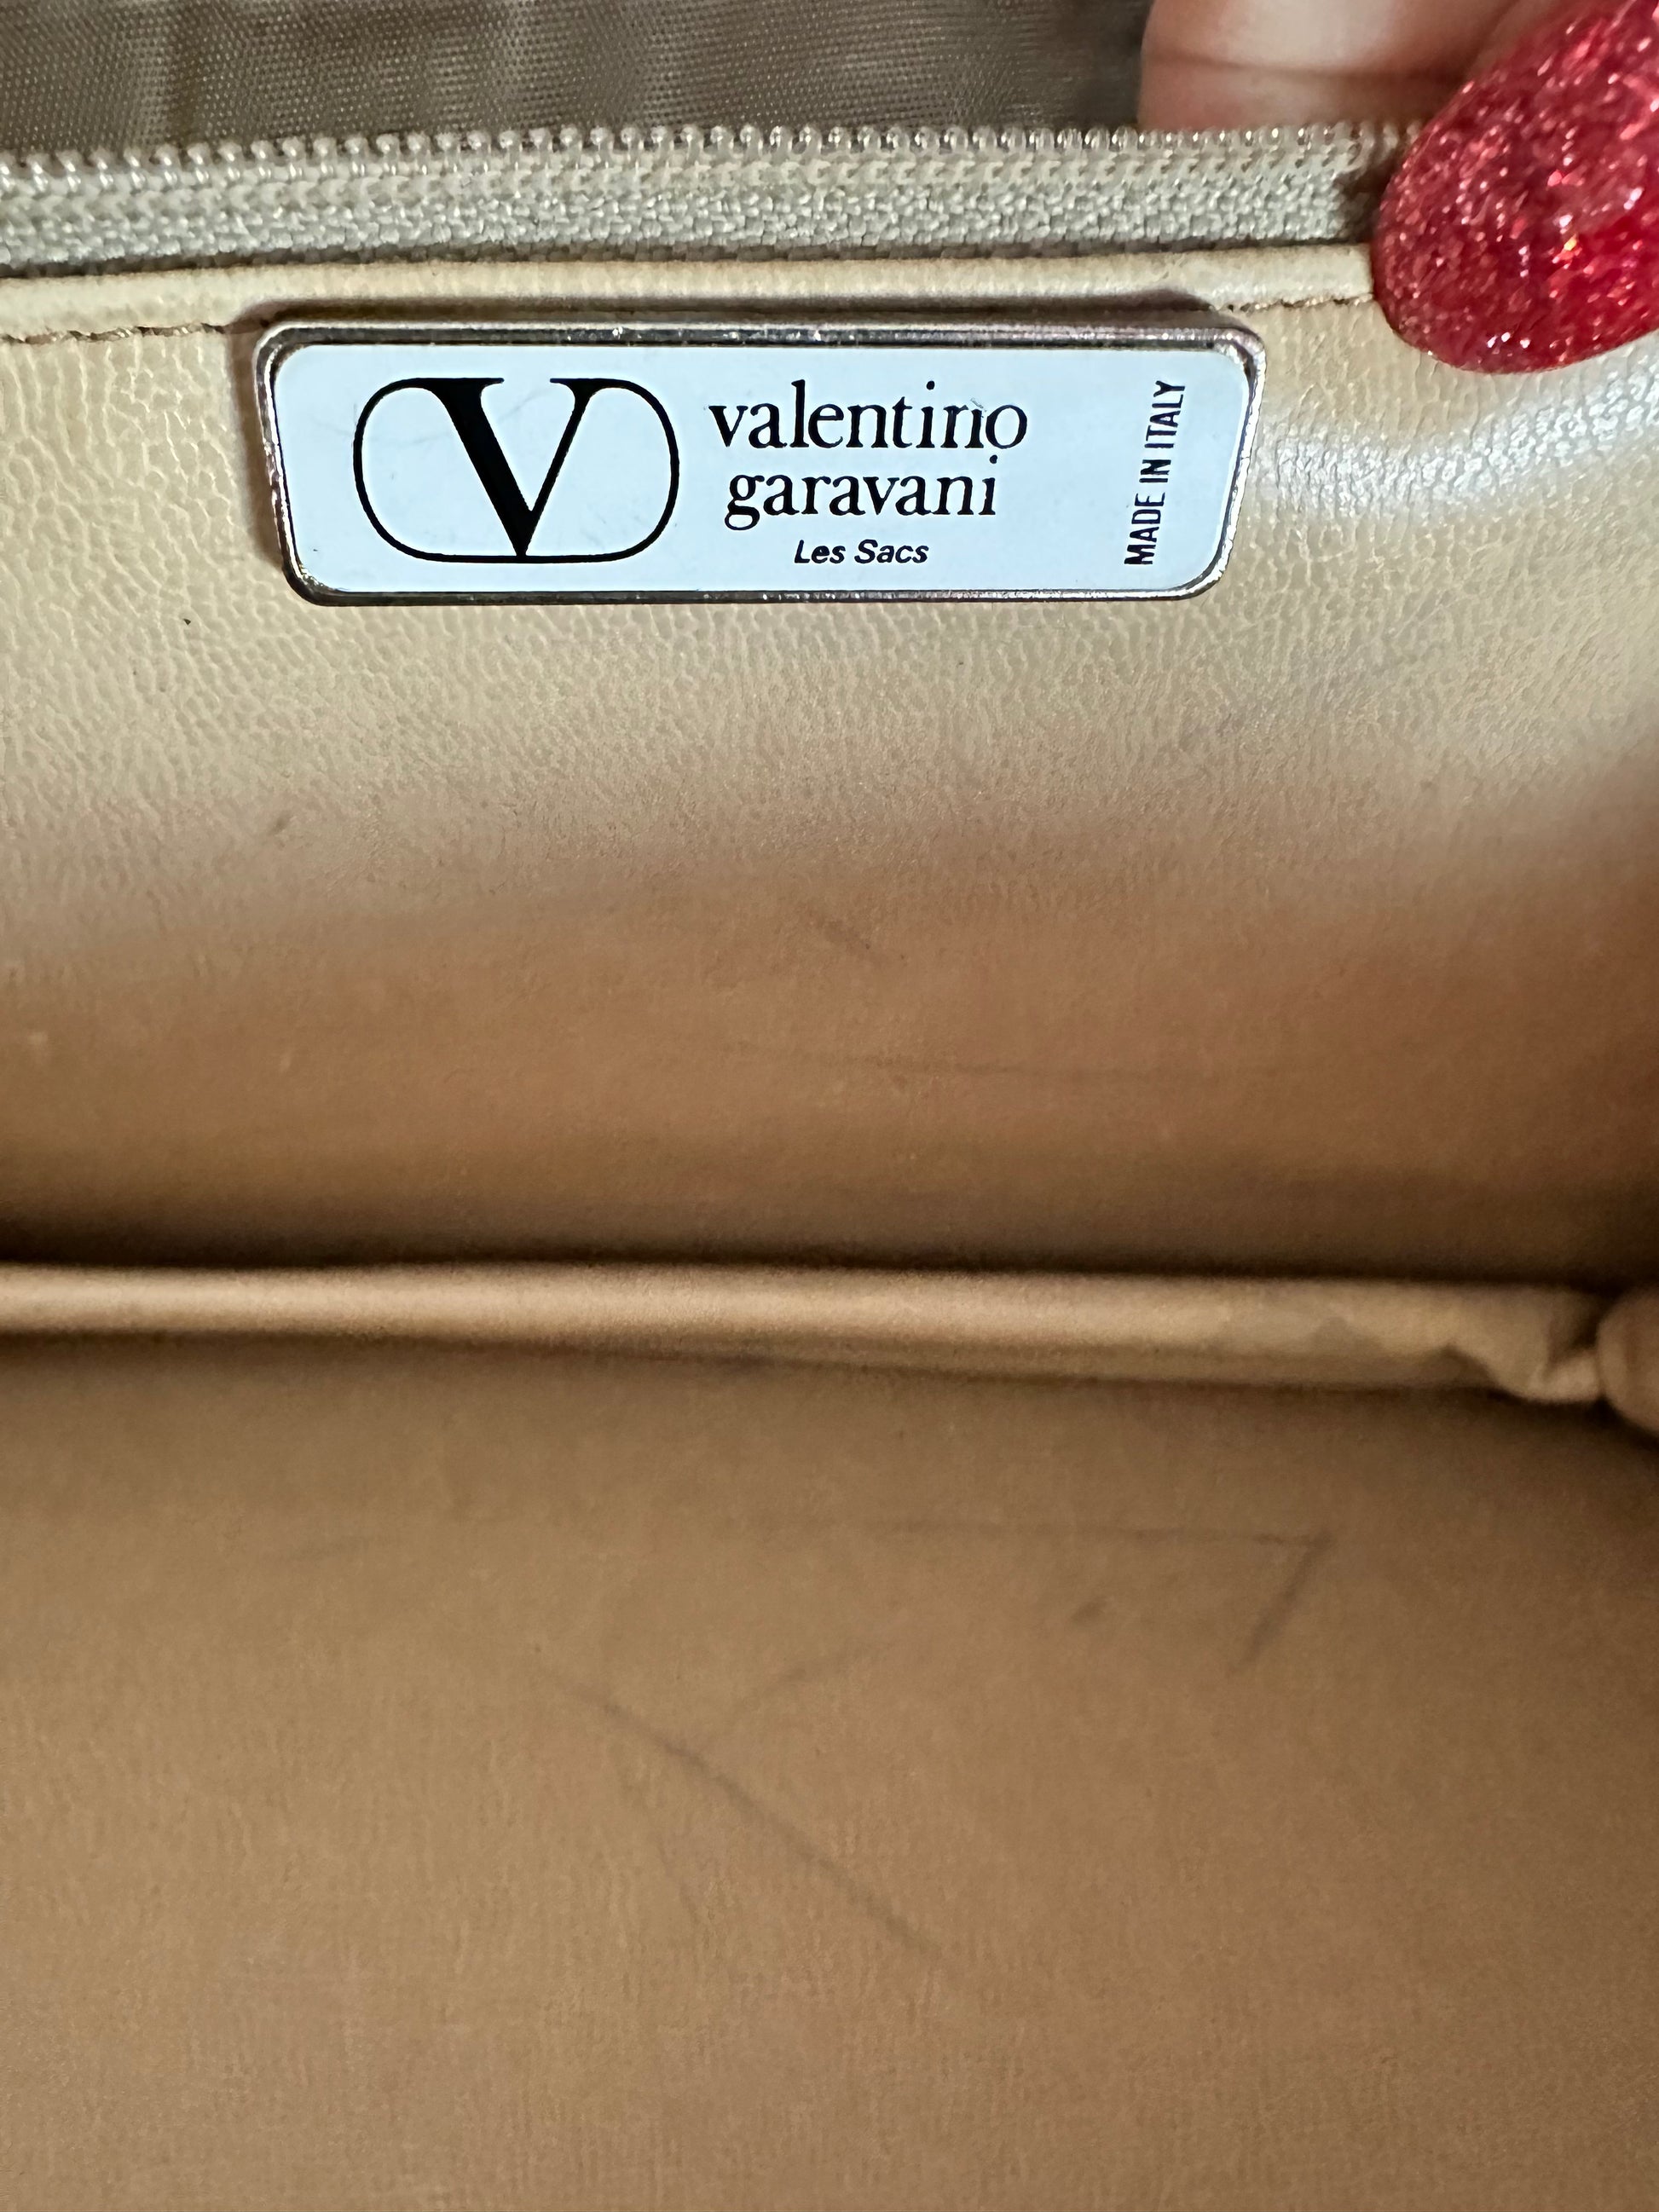 V
valentino
garavani
Les Sacs
MADE IN ITALY